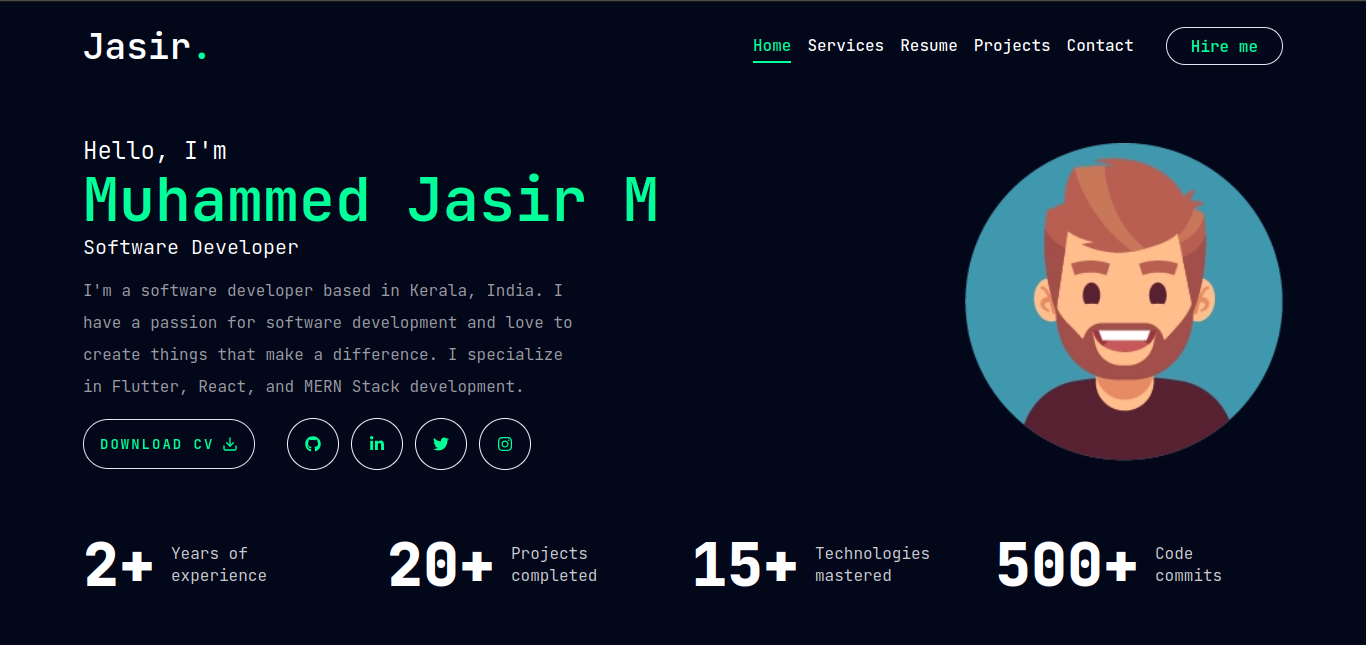 Jasir.
Home Services Resume Projects Contact Hire me
Hello, I'm
Muhammed Jasir M
Software Developer
I'm a software developer based in Kerala, India. I
have a passion for software development and love to
create things that make a difference. I specialize
in Flutter, React, and MERN Stack development.
DOWNLOAD CV
2+ Years of
experience
20+ Projects
completed
15+ Technologies
mastered
500+ Code
commits